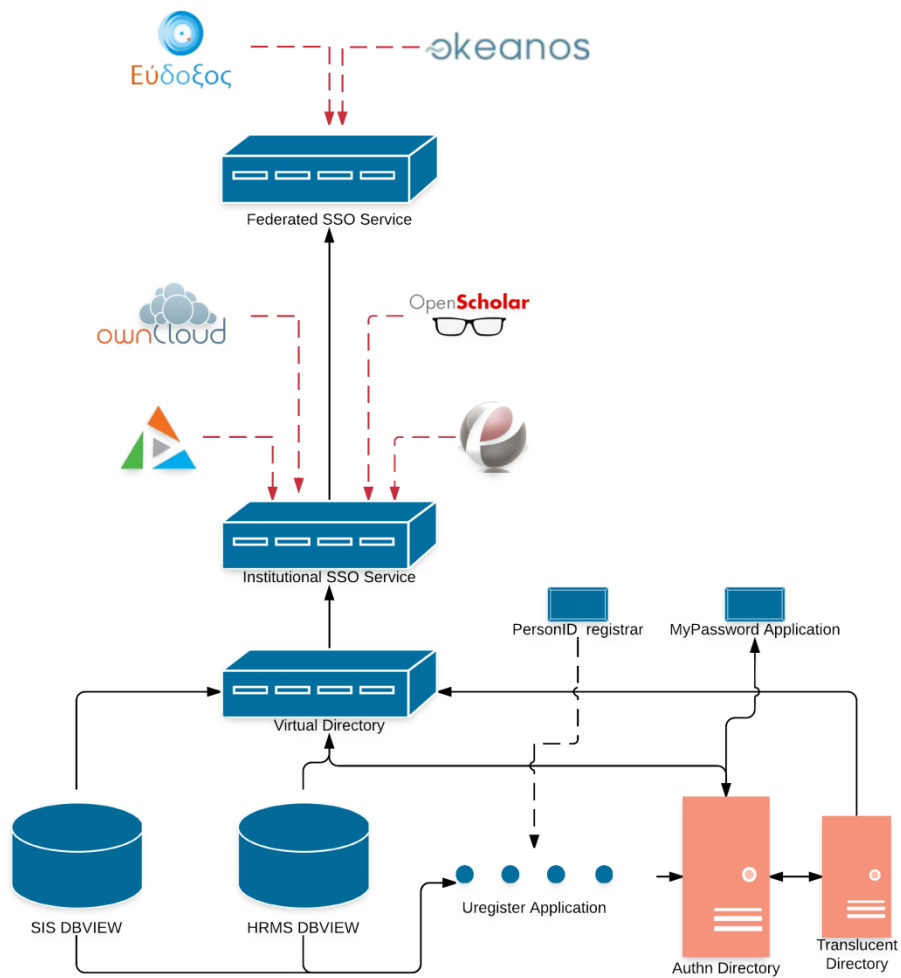 Εύδοξος
okeanos
Federated SSO Service
ownCloud
OpenScholar
Institutional SSO Service
PersonID registrar
MyPassword Application
Virtual Directory
SIS DBVIEW
HRMS DBVIEW
Uregister Application
Authn Directory
Translucent
Directory